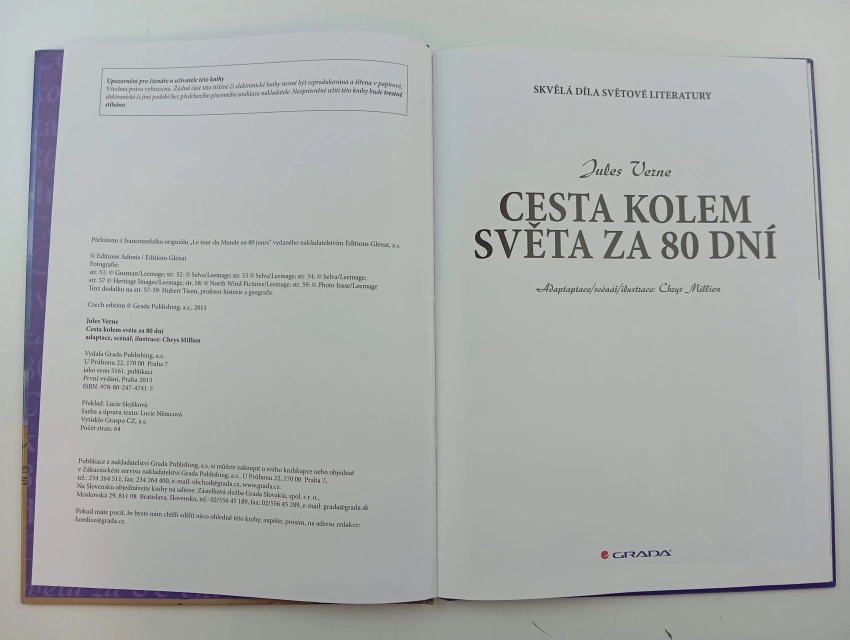 Upozornění pro čtenáře a uživatele této knihy
Všechna práva vyhrazena. Žádná část této tištěné či elektronické knihy nesmí být reprodukována a šířena v papírové,
elektronické či jiné podobě bez předchozího písemného souhlasu nakladatele. Neoprávněné užití této knihy bude trestně
stíháno.
Přeloženo z francouzského originálu „Le tour du Monde en 80 jours“ vydaného nakladatelstvím Editions Glénat, a.s.
© Editions Adonis / Editions Glénat
Fotografie:
str. 51: © Gusman/Leemage; str. 52: © Selva/Leemage; str. 53 © Selva/Leemage; str. 54: © Selva/Leemage;
str. 57 © Heritage Images/Leemage; str. 58: © North Wind Pictures/Leemage; str. 59: © Photo Josse/Leemage
Text dodatku na str. 57-59: Hubert Tison, profesor historie a geografie
Czech edition © Grada Publishing, a.s., 2013
Jules Verne
Cesta kolem světa za 80 dní
adaptace, scénář, ilustrace: Chrys Millien
Vydala Grada Publishing, a.s.
U Průhonu 22, 170 00 Praha 7
jako svou 5161. publikaci
První vydání, Praha 2013
ISBN: 978-80-247-4741-5
Překlad: Lucie Šlejšková
Sazba a úprava textu: Lucie Němcová
Vytisklo Graspo CZ, a.s.
Počet stran: 64
Publikace z nakladatelství Grada Publishing, a.s. si můžete zakoupit u svého knihkupce nebo objednat
v Zákaznickém servisu nakladatelství Grada Publishing, a.s., U Průhonu 22, 170 00 Praha 7,
tel.: 234 264 511, fax: 234 264 400, e-mail: obchod@grada.cz, www.grada.cz.
Na Slovensku objednávejte knihy na adrese: Zásielková služba Grada Slovakia, spol. s r. o.,
Moskovská 29, 811 08 Bratislava, Slovensko, tel.: 02/556 45 189, fax: 02/556 45 289, e-mail: grada@grada.sk
Pokud máte pocit, že byste nám chtěli sdělit něco ohledně této knihy, napište, prosím, na adresu redakce:
koedice@grada.cz.
SKVĚLÁ DÍLA SVĚTOVÉ LITERATURY
Jules Verne
CESTA KOLEM
SVĚTA ZA 80 DNÍ
Adaptaptace/scénář/ilustrace: Chrys Millien
GRADA